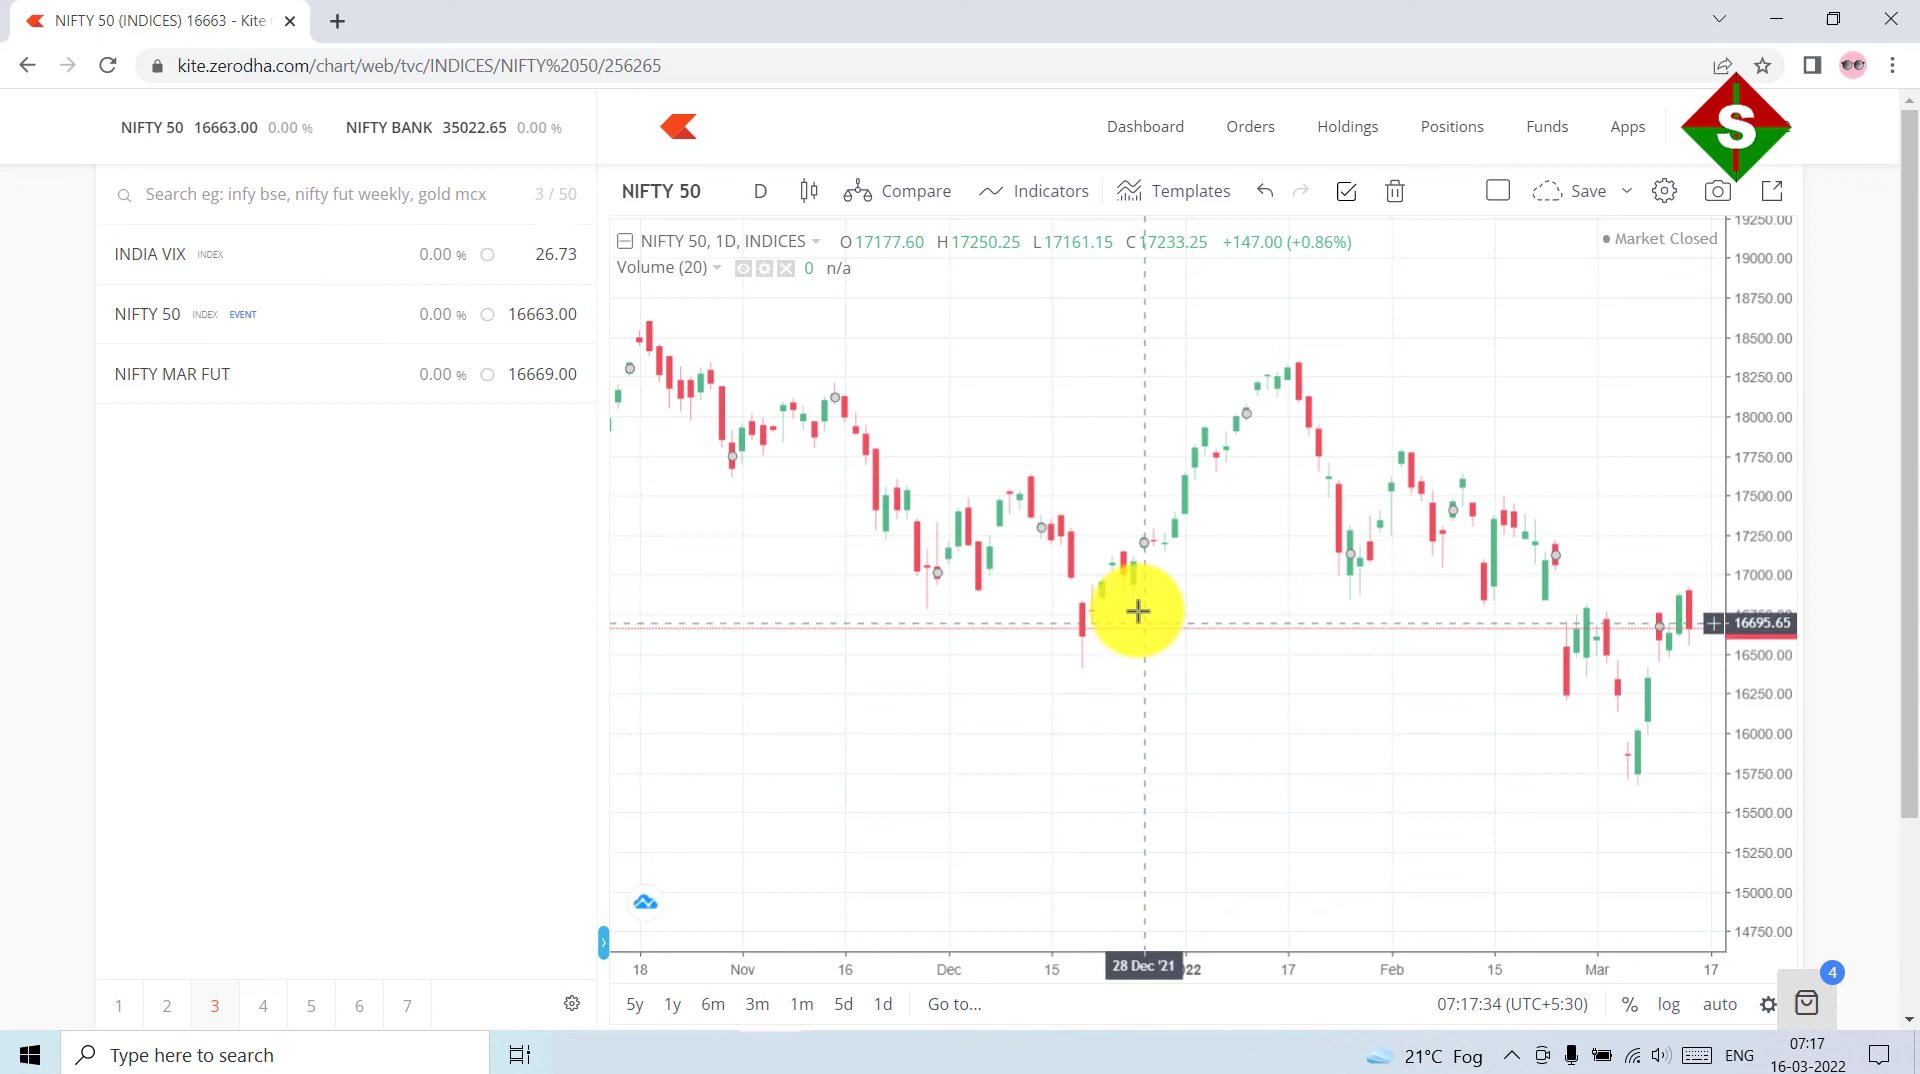 NIFTY 50 (INDICES) 16663 - Kite
kite.zerodha.com/chart/web/tvc/INDICES/NIFTY%2050/256265
NIFTY 50 16663.00 0.00 % NIFTY BANK 35022.65 0.00 %
Dashboard Orders Holdings Positions Funds Apps
S
Search eg: infy bse, nifty fut weekly, gold mcx 3 / 50
NIFTY 50 D Compare Indicators Templates Save
INDIA VIX INDEX 0.00 % 26.73
NIFTY 50 INDEX EVENT 0.00 % 16663.00
NIFTY MAR FUT 0.00 % 16669.00
NIFTY 50, 1D, INDICES O17177.60 H17250.25 L17161.15 C17233.25 +147.00 (+0.86%)
Market Closed
Volume (20) 0 n/a
19250.00
19000.00
18750.00
18500.00
18250.00
18000.00
17750.00
17500.00
17250.00
17000.00
16750.00
16695.65
16500.00
16250.00
16000.00
15750.00
15500.00
15250.00
15000.00
14750.00
18 Nov 16 Dec 15 28 Dec '21 22 17 Feb 15 Mar 17
1 2 3 4 5 6 7
5y 1y 6m 3m 1m 5d 1d Go to... 07:17:34 (UTC+5:30) % log auto
4
Type here to search
21°C Fog ENG
07:17
16-03-2022